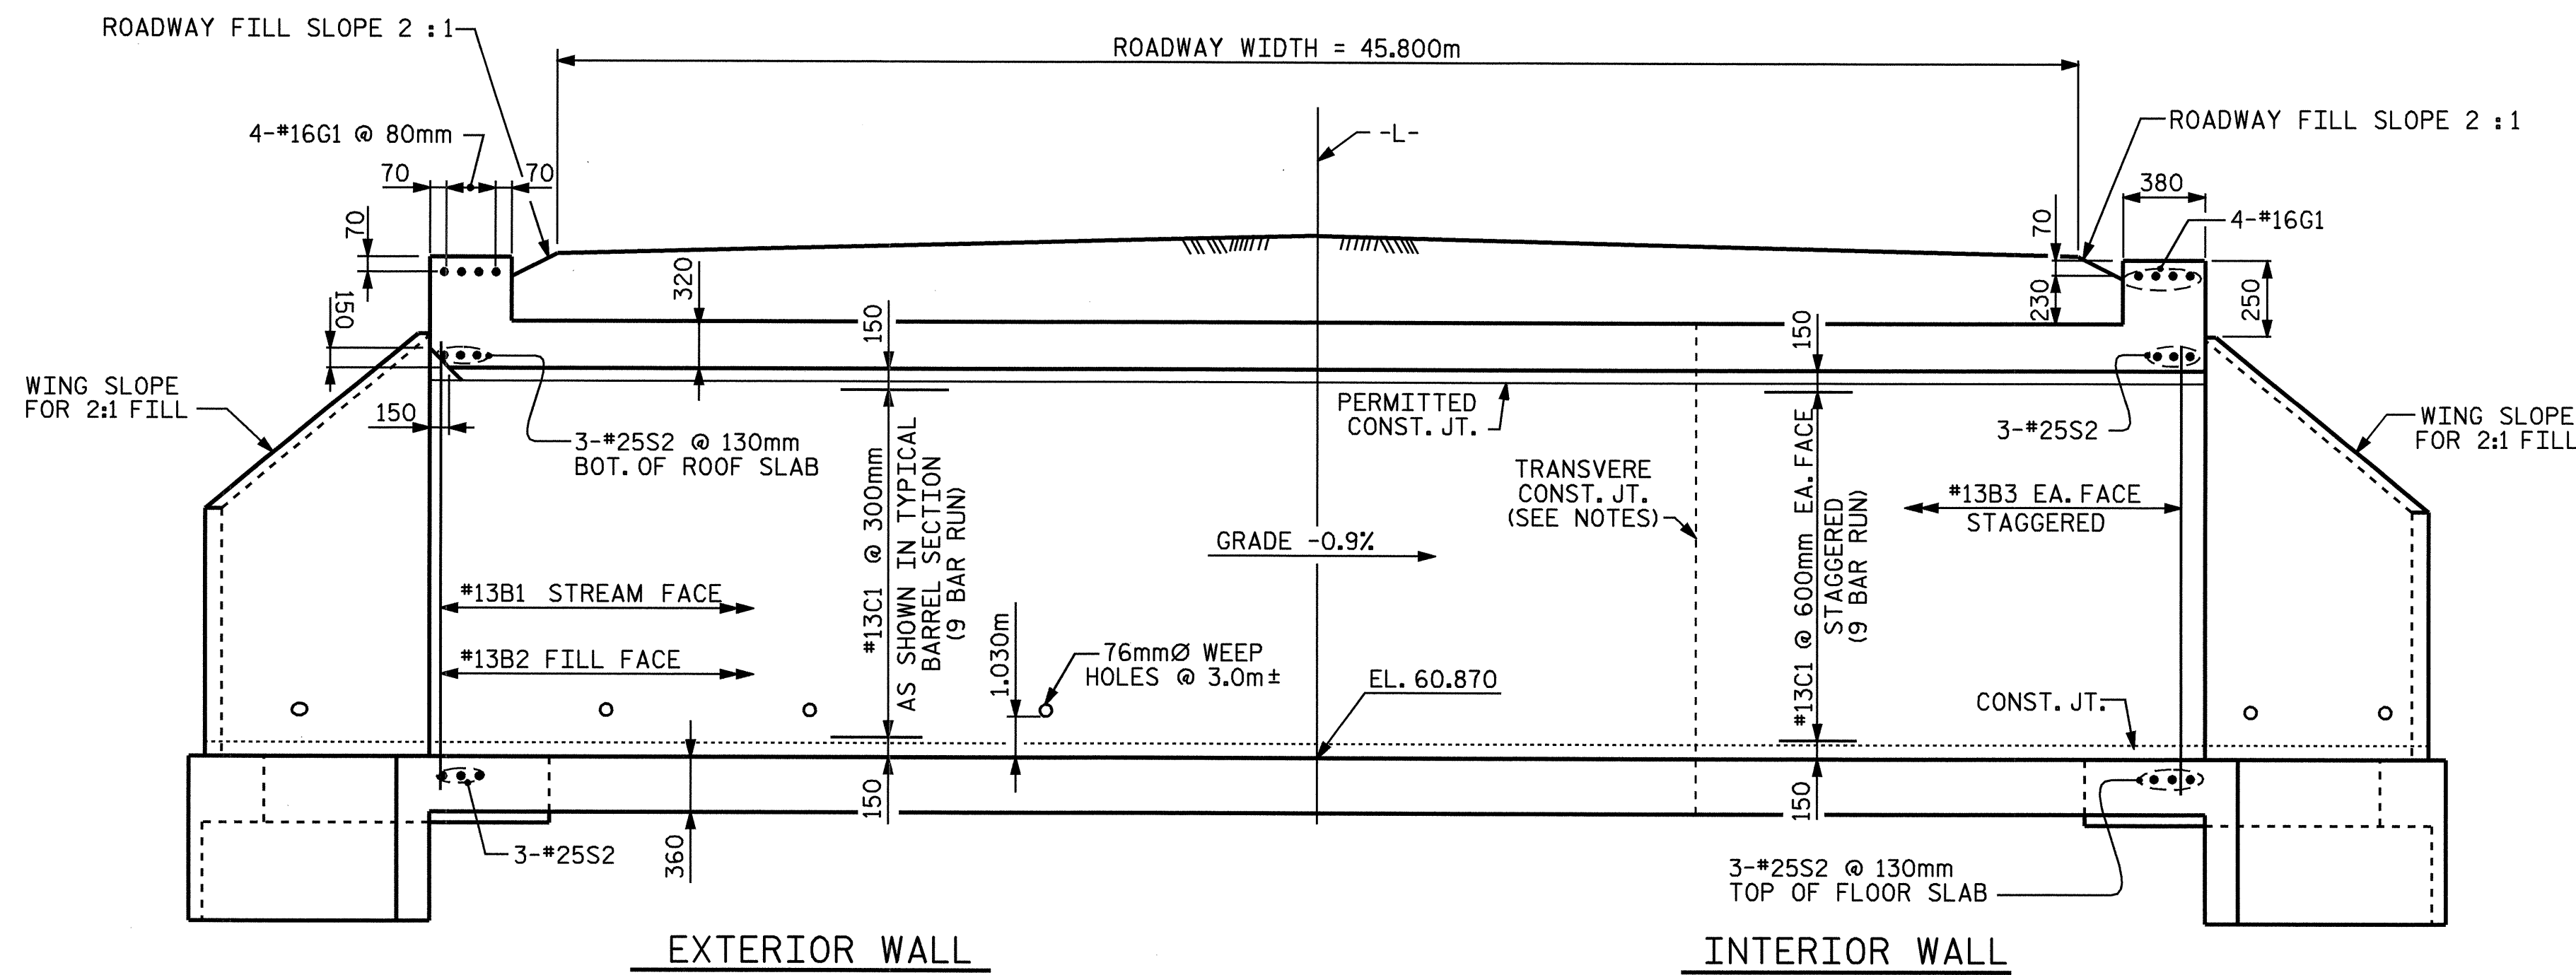 ROADWAY FILL SLOPE 2 : 1
ROADWAY WIDTH = 45.800m
4-#16G1 @ 80mm
-L-
ROADWAY FILL SLOPE 2 : 1
70
70
380
70
70
4-#16G1
150
320
150
150
230
250
WING SLOPE
FOR 2:1 FILL
150
3-#25S2 @ 130mm
BOT. OF ROOF SLAB
PERMITTED
CONST. JT.
3-#25S2
WING SLOPE
FOR 2:1 FILL
#13C1 @ 300mm
AS SHOWN IN TYPICAL
BARREL SECTION
(9 BAR RUN)
TRANSVERE
CONST. JT.
(SEE NOTES)
#13C1 @ 600mm EA. FACE
STAGGERED
(9 BAR RUN)
#13B3 EA. FACE
STAGGERED
GRADE -0.9%
#13B1 STREAM FACE
#13B2 FILL FACE
1.030m
76mmØ WEEP
HOLES @ 3.0m±
EL. 60.870
CONST. JT.
150
150
360
3-#25S2
3-#25S2 @ 130mm
TOP OF FLOOR SLAB
EXTERIOR WALL
INTERIOR WALL